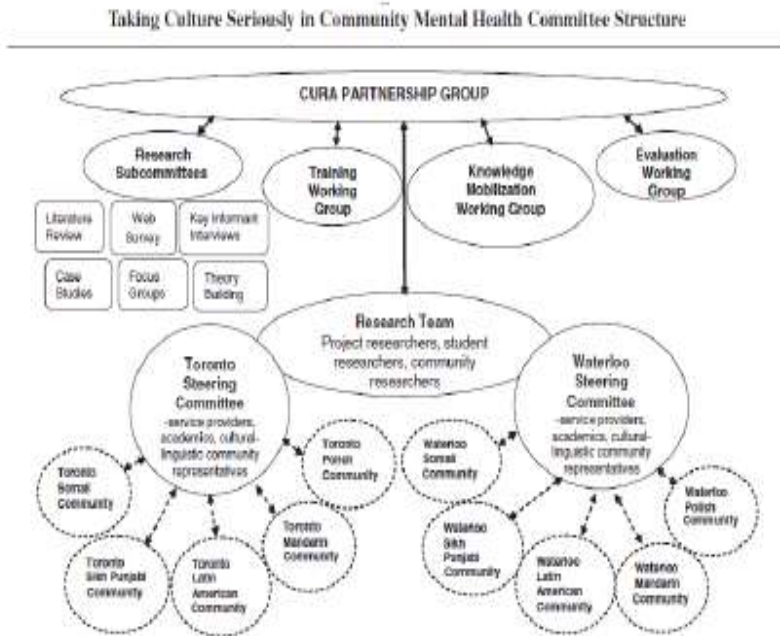 Taking Culture Seriously in Community Mental Health Committee Structure
CURA PARTNERSHIP GROUP
Research
Subcommittees
Training
Working
Group
Knowledge
Mobilization
Working Group
Evaluation
Working
Group
Literature
Review
Web
Survey
Key Informant
Interviews
Case
Studies
Focus
Groups
Theory
Building
Research Team
Project researchers, student
researchers, community
researchers
Toronto
Steering
Committee
-service providers,
academics, cultural-
linguistic community
representatives
Waterloo
Steering
Committee
-service providers,
academics, cultural-
linguistic community
representatives
Toronto
Somali
Community
Toronto
Sikh Punjabi
Community
Toronto
Latin
American
Community
Toronto
Mandarin
Community
Toronto
Polish
Community
Waterloo
Somali
Community
Waterloo
Sikh
Punjabi
Community
Waterloo
Latin
American
Community
Waterloo
Mandarin
Community
Waterloo
Polish
Community